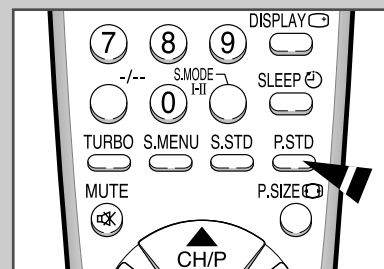 DISPLAY
7 8 9
-/-- S.MODE SLEEP
I-II
0
TURBO S.MENU S.STD P.STD
MUTE P.SIZE
CH/P